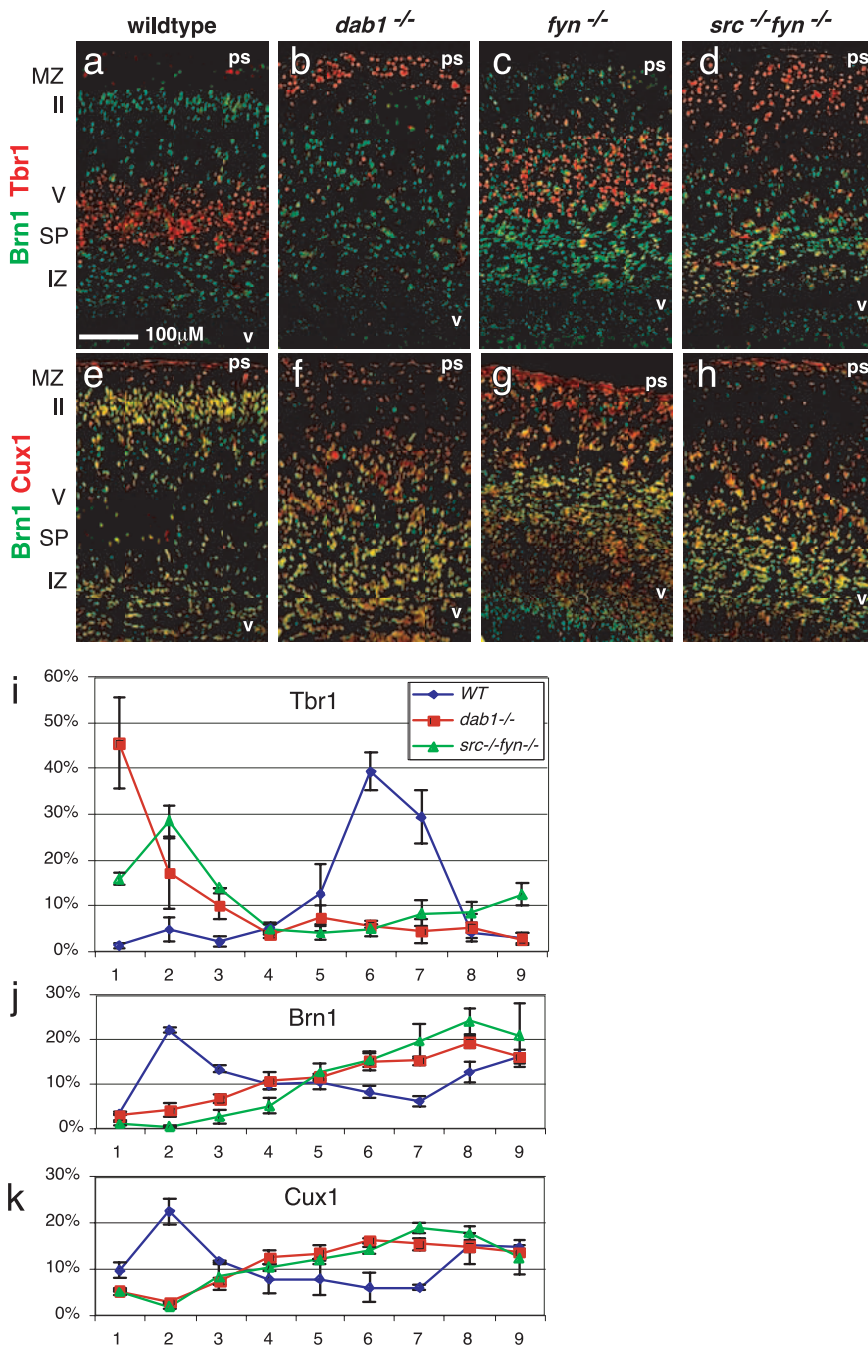 wildtype dab1 -/- fyn -/- src -/-fyn -/-
Brn1 Tbr1
a ps b ps c ps d ps
MZ
II
V
SP
IZ
100µM v v v v
Brn1 Cux1
e ps f ps g ps h ps
MZ
II
V
SP
IZ
v v v v
i
Tbr1
WT
dab1-/-
src-/-fyn-/-
60%
50%
40%
30%
20%
10%
0%
1 2 3 4 5 6 7 8 9
j
Brn1
30%
20%
10%
0%
1 2 3 4 5 6 7 8 9
k
Cux1
30%
20%
10%
0%
1 2 3 4 5 6 7 8 9